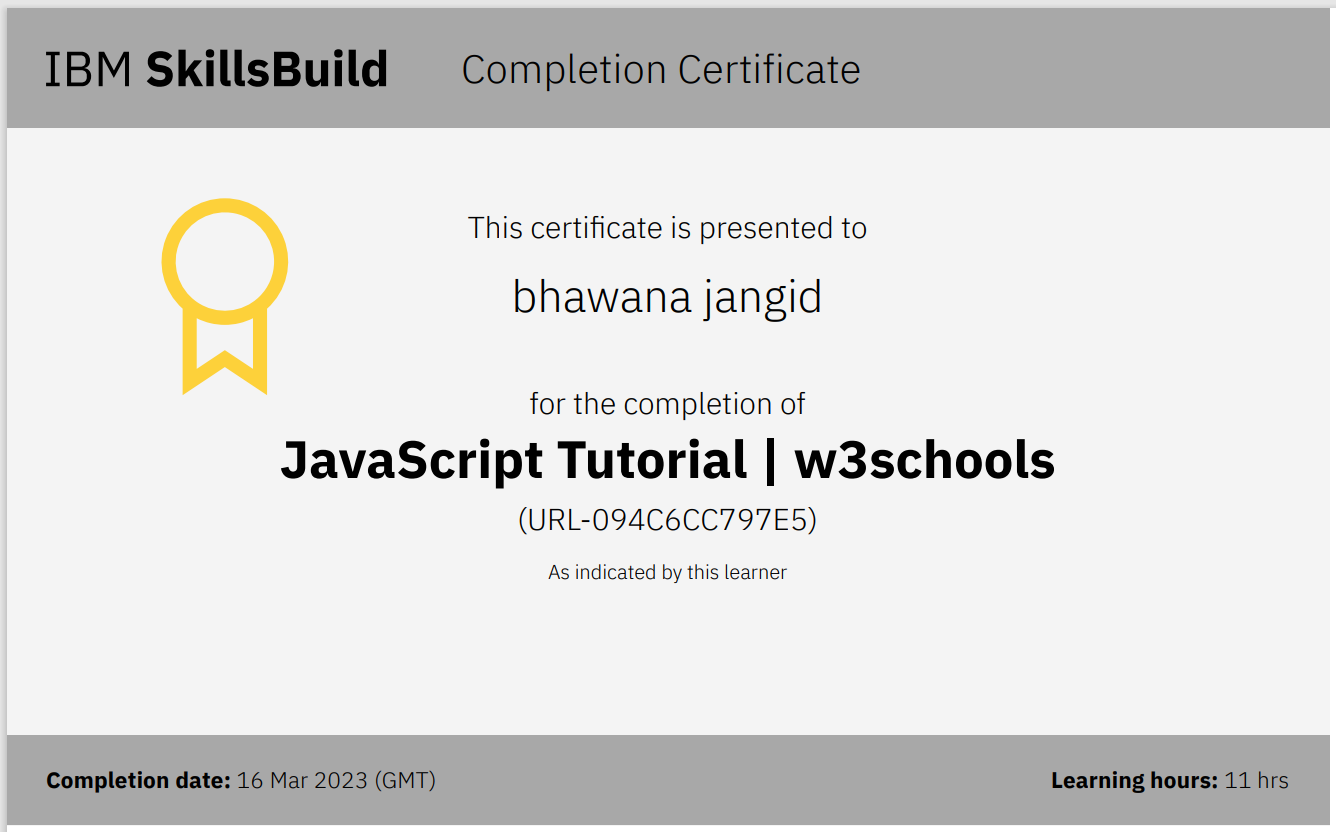 IBM SkillsBuild Completion Certificate
This certificate is presented to
bhawana jangid
for the completion of
JavaScript Tutorial | w3schools
(URL-094C6CC797E5)
As indicated by this learner
Completion date: 16 Mar 2023 (GMT)
Learning hours: 11 hrs